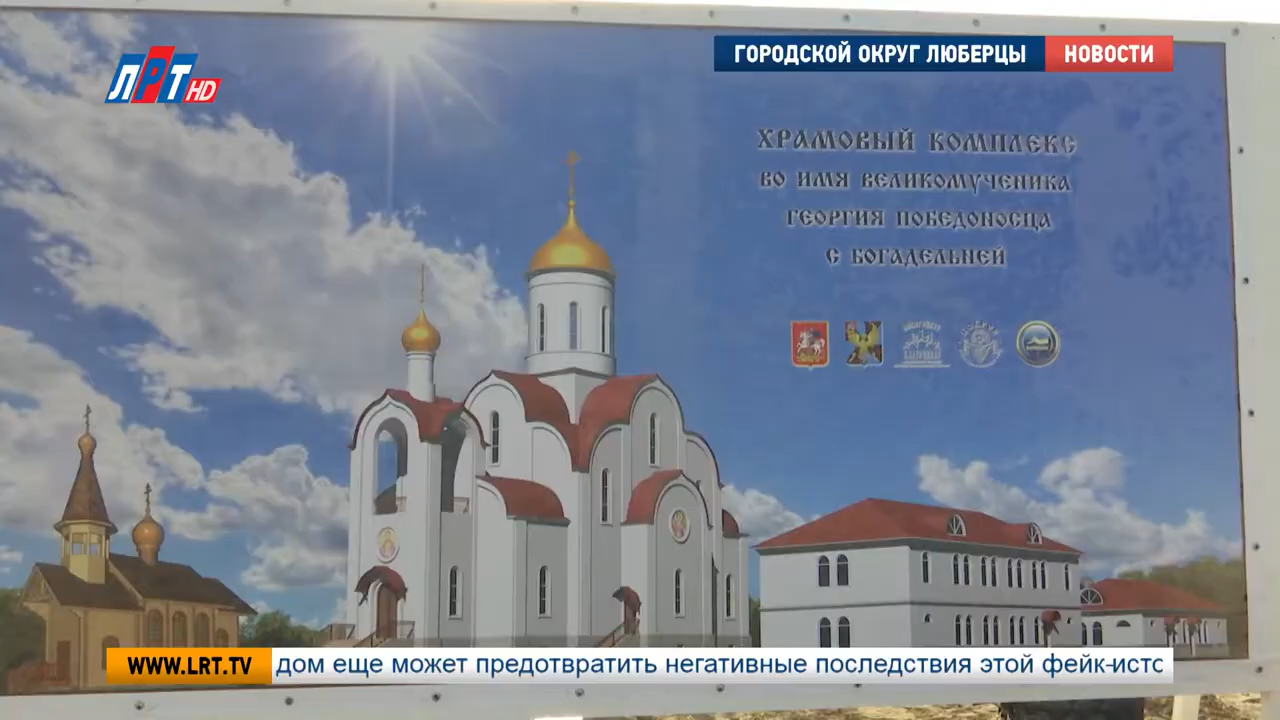 ЛРТ HD
ГОРОДСКОЙ ОКРУГ ЛЮБЕРЦЫ НОВОСТИ
ХРАМОВЫЙ КОМПЛЕКС
ВО ИМЯ ВЕЛИКОМУЧЕНИКА
ГЕОРГИЯ ПОБЕДОНОСЦА
С БОГАДЕЛЬНЕЙ
WWW.LRT.TV дом еще может предотвратить негативные последствия этой фейк-исто